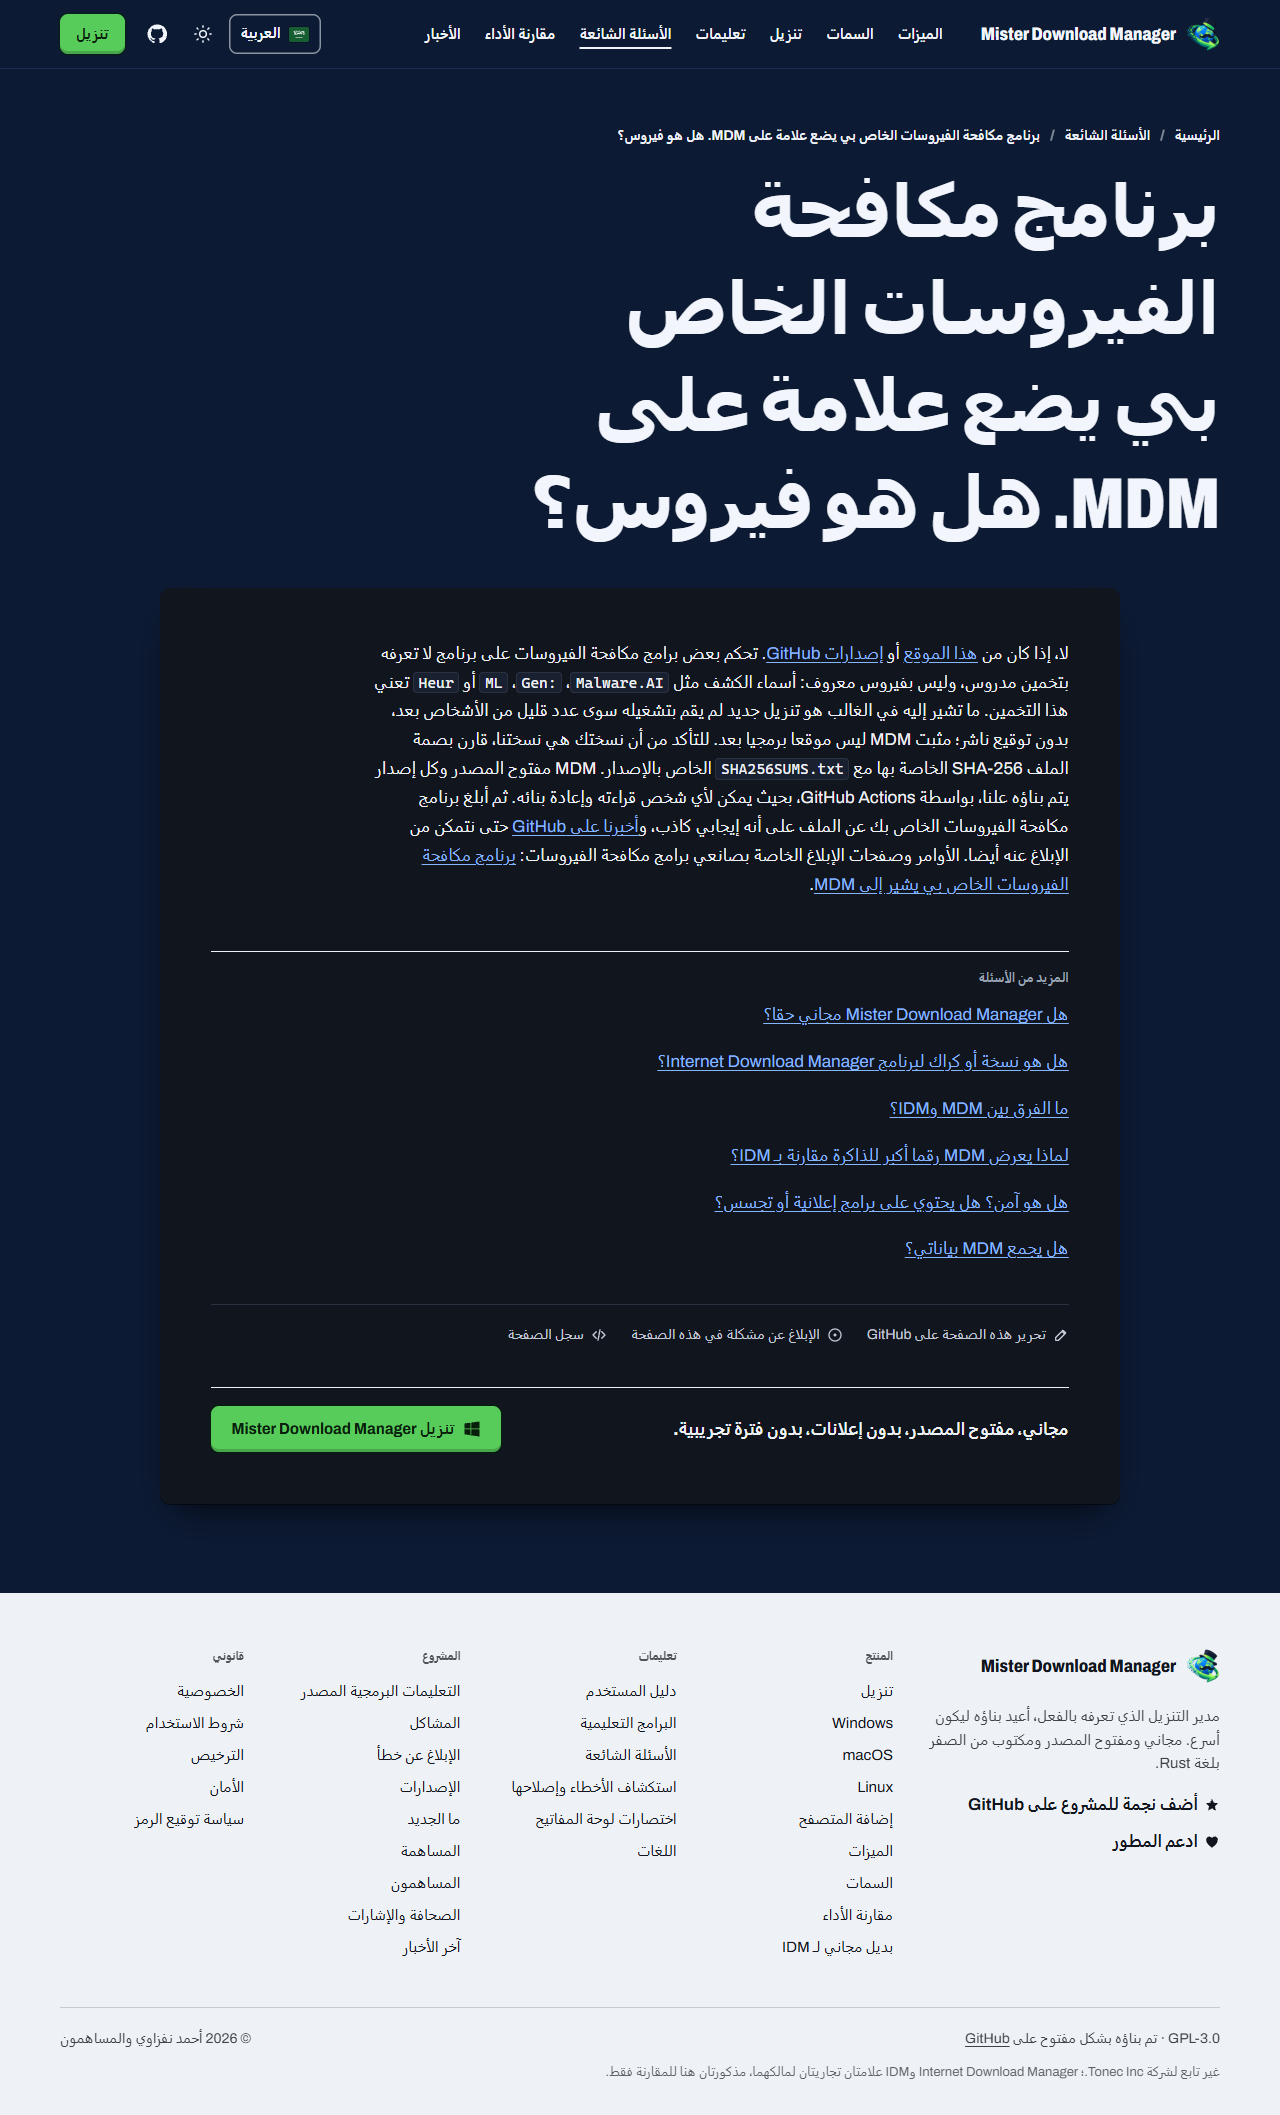 Mister Download Manager
الميزات
السمات
تنزيل
تعليمات
الأسئلة الشائعة
مقارنة الأداء
الأخبار
العربية
تنزيل
الرئيسية / الأسئلة الشائعة / برنامج مكافحة الفيروسات الخاص بي يضع علامة على MDM. هل هو فيروس؟
برنامج مكافحة
الفيروسات الخاص
بي يضع علامة على
MDM. هل هو فيروس؟
لا، إذا كان من هذا الموقع أو إصدارات GitHub. تحكم بعض برامج مكافحة الفيروسات على برنامج لا تعرفه
بتخمين مدروس، وليس بفيروس معروف: أسماء الكشف مثل Malware.AI، Gen:، ML أو Heur تعني
هذا التخمين. ما تشير إليه في الغالب هو تنزيل جديد لم يقم بتشغيله سوى عدد قليل من الأشخاص بعد،
بدون توقيع ناشر؛ مثبت MDM ليس موقعا برمجيا بعد. للتأكد من أن نسختك هي نسختنا، قارن بصمة
الملف SHA-256 الخاصة بها مع SHA256SUMS.txt الخاص بالإصدار. MDM مفتوح المصدر وكل إصدار
يتم بناؤه علنا، بواسطة GitHub Actions، بحيث يمكن لأي شخص قراءته وإعادة بنائه. ثم أبلغ برنامج
مكافحة الفيروسات الخاص بك عن الملف على أنه إيجابي كاذب، وأخبرنا على GitHub حتى نتمكن من
الإبلاغ عنه أيضا. الأوامر وصفحات الإبلاغ الخاصة بصانعي برامج مكافحة الفيروسات: برنامج مكافحة
الفيروسات الخاص بي يشير إلى MDM.
المزيد من الأسئلة
هل Mister Download Manager مجاني حقا؟
هل هو نسخة أو كراك لبرنامج Internet Download Manager؟
ما الفرق بين MDM وIDM؟
لماذا يعرض MDM رقما أكبر للذاكرة مقارنة بـ IDM؟
هل هو آمن؟ هل يحتوي على برامج إعلانية أو تجسس؟
هل يجمع MDM بياناتي؟
تحرير هذه الصفحة على GitHub
الإبلاغ عن مشكلة في هذه الصفحة
سجل الصفحة
مجاني، مفتوح المصدر، بدون إعلانات، بدون فترة تجريبية.
تنزيل Mister Download Manager
Mister Download Manager
مدير التنزيل الذي تعرفه بالفعل، أعيد بناؤه ليكون
أسرع. مجاني ومفتوح المصدر ومكتوب من الصفر
بلغة Rust.
أضف نجمة للمشروع على GitHub
ادعم المطور
المنتج
تنزيل
Windows
macOS
Linux
إضافة المتصفح
الميزات
السمات
مقارنة الأداء
بديل مجاني لـ IDM
تعليمات
دليل المستخدم
البرامج التعليمية
الأسئلة الشائعة
استكشاف الأخطاء وإصلاحها
اختصارات لوحة المفاتيح
اللغات
المشروع
التعليمات البرمجية المصدر
المشاكل
الإبلاغ عن خطأ
الإصدارات
ما الجديد
المساهمة
المساهمون
الصحافة والإشارات
آخر الأخبار
قانوني
الخصوصية
شروط الاستخدام
الترخيص
الأمان
سياسة توقيع الرمز
GPL-3.0 · تم بناؤه بشكل مفتوح على GitHub
© 2026 أحمد نفزاوي والمساهمون
غير تابع لشركة Tonec Inc.؛ Internet Download Manager وIDM علامتان تجاريتان لمالكهما، مذكورتان هنا للمقارنة فقط.